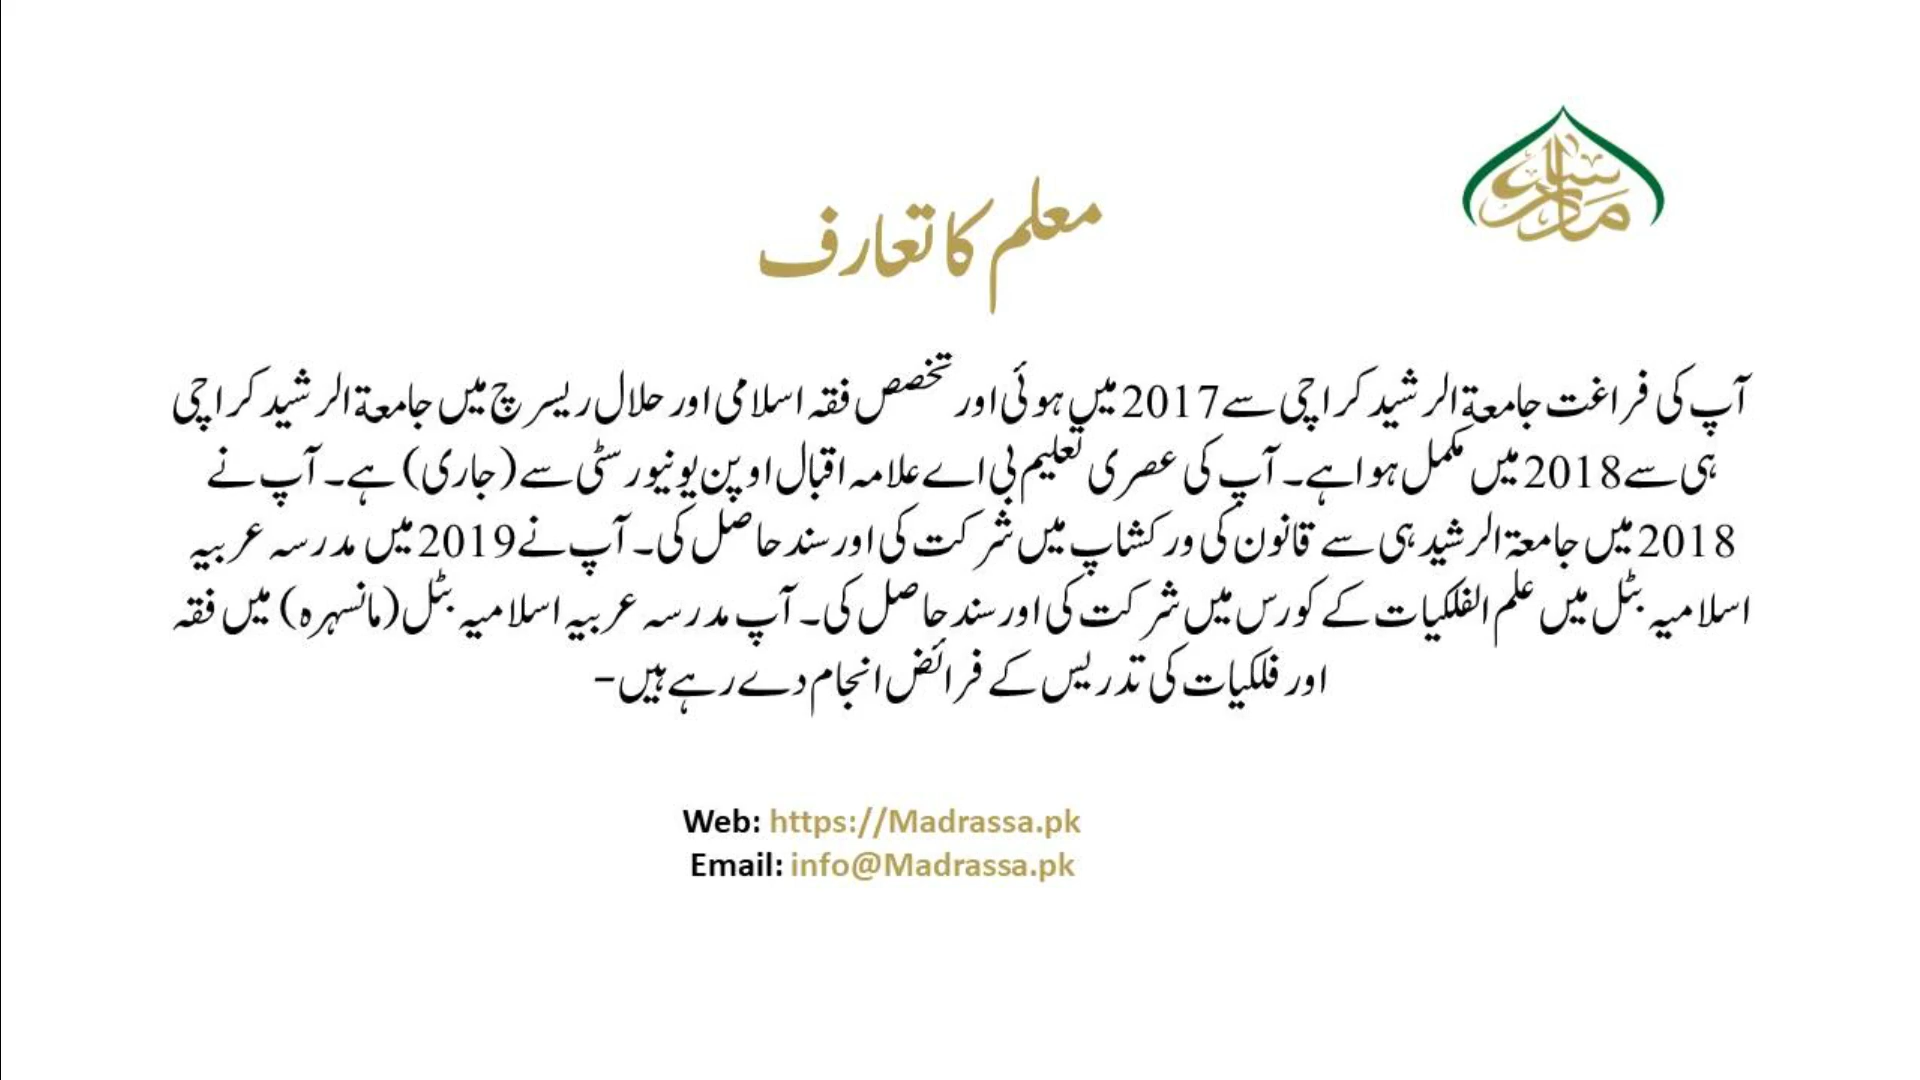 مدرسہ
معلم کا تعارف
آپ کی فراغت جامعۃ الرشید کراچی سے 2017 میں ہوئی اور تخصص فقہ اسلامی اور حلال ریسرچ میں جامعۃ الرشید کراچی
ہی سے 2018 میں مکمل ہوا ہے۔ آپ کی عصری تعلیم بی اے علامہ اقبال اوپن یونیورسٹی سے (جاری) ہے۔ آپ نے
2018 میں جامعۃ الرشید ہی سے قانون کی ورکشاپ میں شرکت کی اور سند حاصل کی۔ آپ نے 2019 میں مدرسہ عربیہ
اسلامیہ بٹل میں علم الفلکیات کے کورس میں شرکت کی اور سند حاصل کی۔ آپ مدرسہ عربیہ اسلامیہ بٹل (مانسہرہ) میں فقہ
اور فلکیات کی تدریس کے فرائض انجام دے رہے ہیں-
Web: https://Madrassa.pk
Email: info@Madrassa.pk